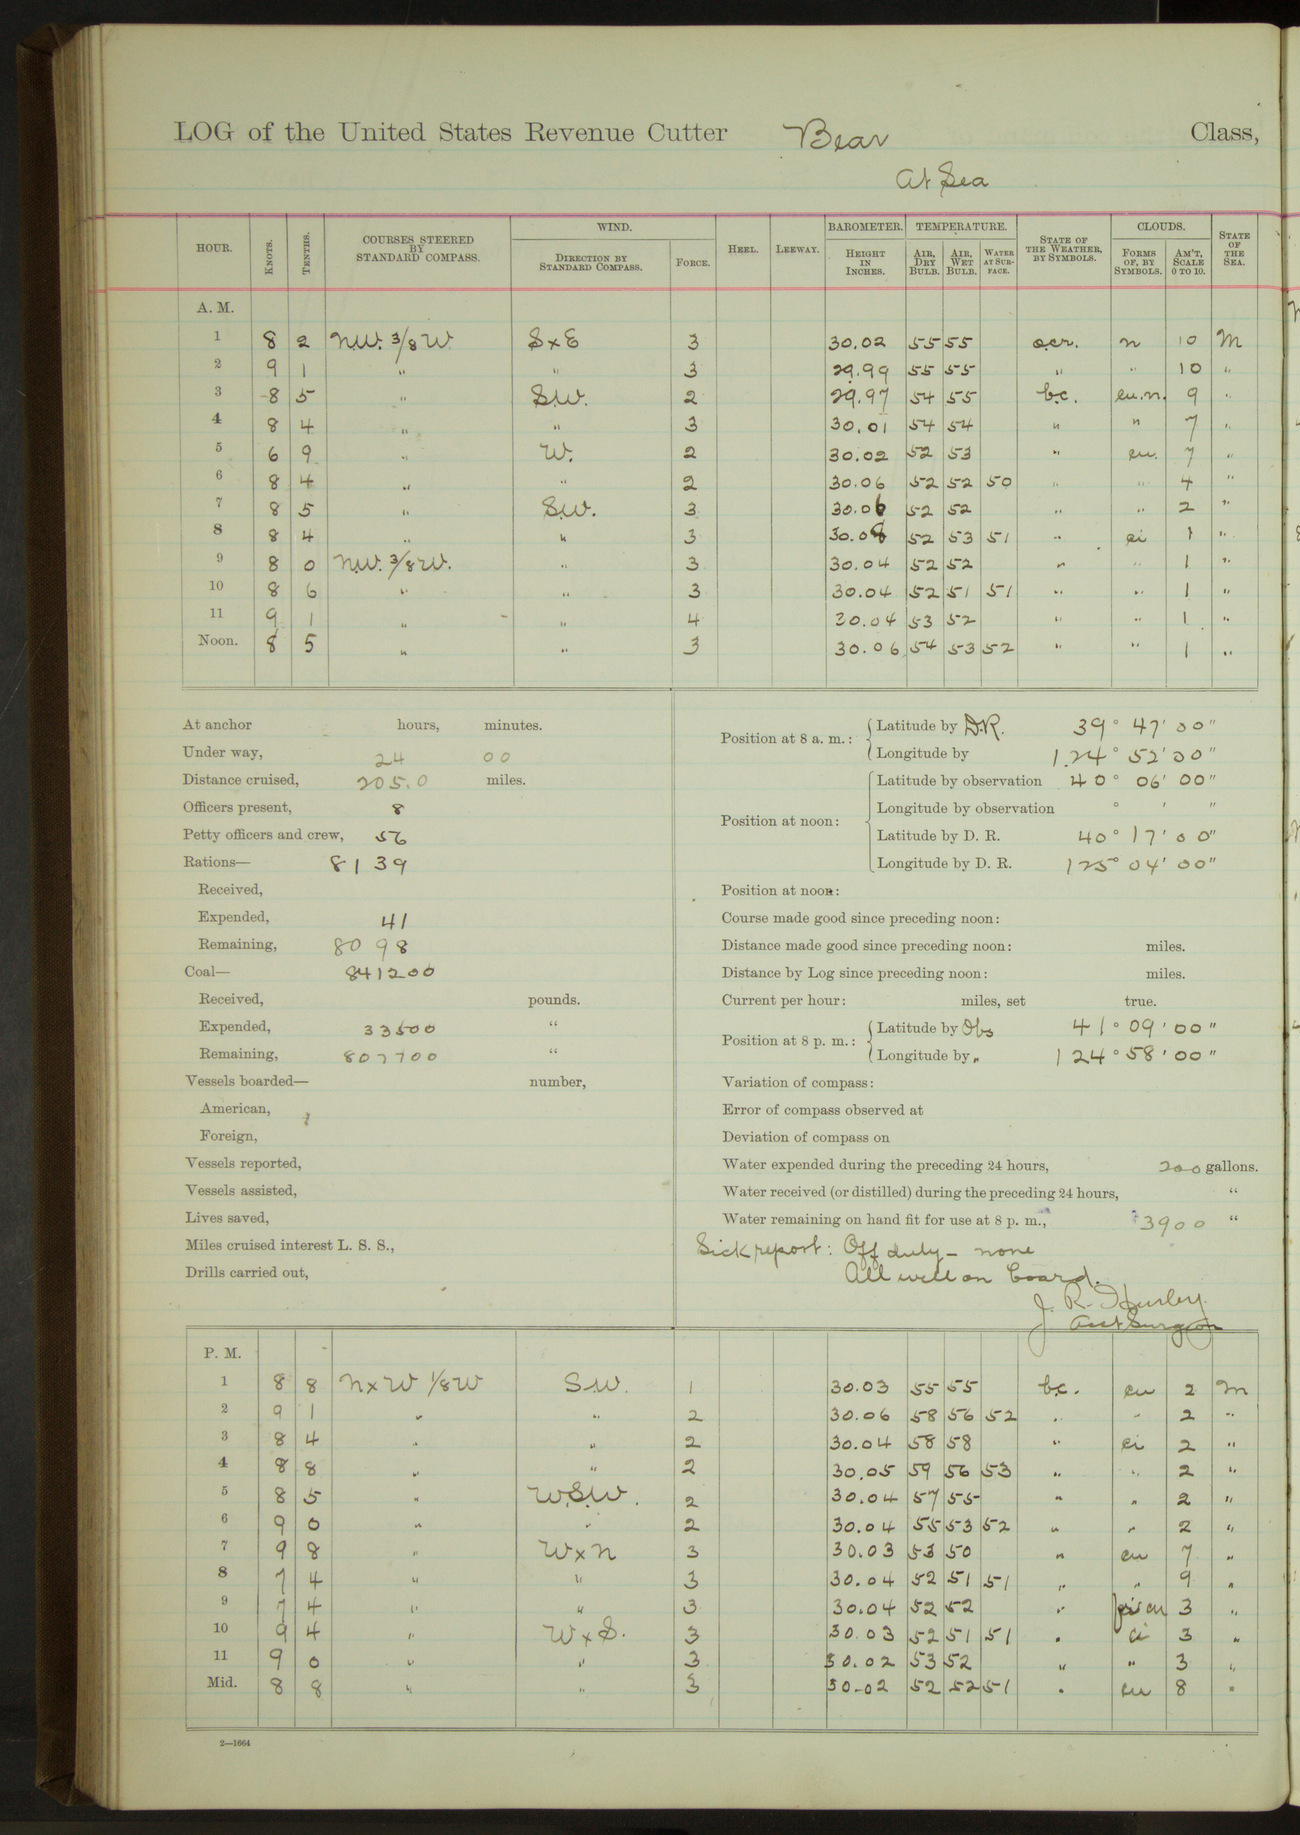 LOG of the United States Revenue Cutter Bear Class,
At Sea
HOUR. KNOTS. TENTHS. COURSES STEERED BY STANDARD COMPASS. WIND. DIRECTION BY STANDARD COMPASS. FORCE. HEEL. LEEWAY. BAROMETER. HEIGHT IN INCHES. TEMPERATURE. AIR, DRY BULB. AIR, WET BULB. WATER AT SURFACE. STATE OF THE WEATHER, BY SYMBOLS. CLOUDS. FORMS OF, BY SYMBOLS. AM'T, SCALE 0 TO 10. STATE OF THE SEA.
A. M.
1 8 2 N.W. 3/8 W S x E 3 30.02 55 55 o.c.r. n 10 M
2 9 1 " " 3 29.99 55 55 " " 10 "
3 8 5 " S.W. 2 29.97 54 55 b.c. cu.n. 9 "
4 8 4 " " 3 30.01 54 54 " " 7 "
5 6 9 " W. 2 30.02 52 53 " cu. 7 "
6 8 4 " " 2 30.06 52 52 50 " " 4 "
7 8 5 " S.W. 3 30.06 52 52 " " 2 "
8 8 4 " " 3 30.08 52 53 51 " ci 1 "
9 8 0 N.W. 3/8 W. " 3 30.04 52 52 " " 1 "
10 8 6 " " 3 30.04 52 51 51 " " 1 "
11 9 1 " " 4 30.04 53 52 " " 1 "
Noon. 8 5 " " 3 30.06 54 53 52 " " 1 "
At anchor hours, minutes.
Under way, 24 00
Distance cruised, 205.0 miles.
Officers present, 8
Petty officers and crew, 56
Rations— 8139
Received,
Expended, 41
Remaining, 8098
Coal— 841200
Received, pounds.
Expended, 33500 "
Remaining, 807700 "
Vessels boarded— number,
American,
Foreign,
Vessels reported,
Vessels assisted,
Lives saved,
Miles cruised interest L. S. S.,
Drills carried out,
Position at 8 a. m.: Latitude by D.R. 39° 47' 00"
Longitude by 124° 52' 00"
Position at noon: Latitude by observation 40° 06' 00"
Longitude by observation ° ' "
Latitude by D. R. 40° 17' 00"
Longitude by D. R. 125° 04' 00"
Position at noon:
Course made good since preceding noon:
Distance made good since preceding noon: miles.
Distance by Log since preceding noon: miles.
Current per hour: miles, set true.
Position at 8 p. m.: Latitude by Obs 41° 09' 00"
Longitude by " 124° 58' 00"
Variation of compass:
Error of compass observed at
Deviation of compass on
Water expended during the preceding 24 hours, 200 gallons.
Water received (or distilled) during the preceding 24 hours, "
Water remaining on hand fit for use at 8 p. m., 3900 "
Sick report: Off duty - none
All well on board.
J. R. Hurley
Asst Surgeon
P. M.
1 8 8 N x W 1/8 W S.W. 1 30.03 55 55 b.c. cu 2 M
2 9 1 " " 2 30.06 58 56 52 " " 2 "
3 8 4 " " 2 30.04 58 58 " ci 2 "
4 8 8 " " 2 30.05 59 56 53 " " 2 "
5 8 5 " W.S.W. 2 30.04 57 55 " " 2 "
6 9 0 " " 2 30.04 55 53 52 " " 2 "
7 9 8 " W x N 3 30.03 53 50 " cu 7 "
8 7 4 " " 3 30.04 52 51 51 " " 9 "
9 7 4 " " 3 30.04 52 52 " cu 3 "
10 9 4 " W x S. 3 30.03 52 51 51 " ci 3 "
11 9 0 " " 3 30.02 53 52 " " 3 "
Mid. 8 8 " " 3 30.02 52 52 51 " cu 8 "
2—1664